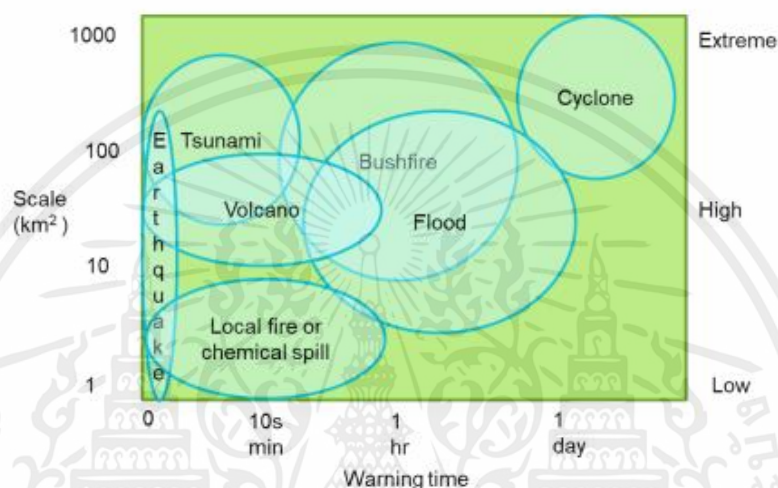 1000
Extreme
Cyclone
Tsunami
100
Bushfire
Earthquake
Scale
(km²)
Volcano
High
Flood
10
Local fire or
chemical spill
1
Low
0
10s
min
1
hr
1
day
Warning time